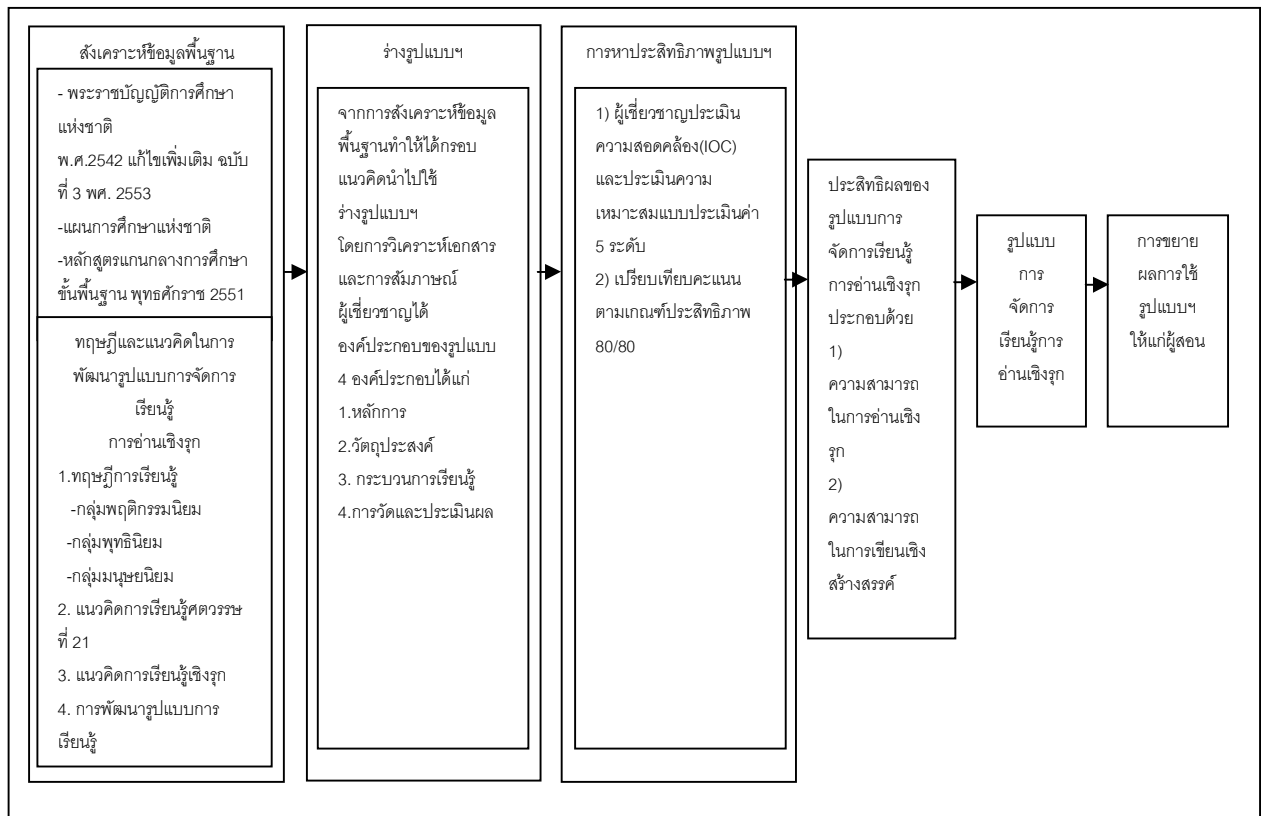 สังเคราะห์ข้อมูลพื้นฐาน
- พระราชบัญญัติการศึกษา
แห่งชาติ
พ.ศ.2542 แก้ไขเพิ่มเติม ฉบับ
ที่ 3 พศ. 2553
-แผนการศึกษาแห่งชาติ
-หลักสูตรแกนกลางการศึกษา
ขั้นพื้นฐาน พุทธศักราช 2551
ทฤษฎีและแนวคิดในการ
พัฒนารูปแบบการจัดการ
เรียนรู้
การอ่านเชิงรุก
1.ทฤษฎีการเรียนรู้
-กลุ่มพฤติกรรมนิยม
-กลุ่มพุทธินิยม
-กลุ่มมนุษยนิยม
2. แนวคิดการเรียนรู้ศตวรรษ
ที่ 21
3. แนวคิดการเรียนรู้เชิงรุก
4. การพัฒนารูปแบบการ
เรียนรู้
ร่างรูปแบบฯ
จากการสังเคราะห์ข้อมูล
พื้นฐานทำให้ได้กรอบ
แนวคิดนำไปใช้
ร่างรูปแบบฯ
โดยการวิเคราะห์เอกสาร
และการสัมภาษณ์
ผู้เชี่ยวชาญได้
องค์ประกอบของรูปแบบ
4 องค์ประกอบได้แก่
1.หลักการ
2.วัตถุประสงค์
3. กระบวนการเรียนรู้
4.การวัดและประเมินผล
การหาประสิทธิภาพรูปแบบฯ
1) ผู้เชี่ยวชาญประเมิน
ความสอดคล้อง(IOC)
และประเมินความ
เหมาะสมแบบประเมินค่า
5 ระดับ
2) เปรียบเทียบคะแนน
ตามเกณฑ์ประสิทธิภาพ
80/80
ประสิทธิผลของ
รูปแบบการ
จัดการเรียนรู้
การอ่านเชิงรุก
ประกอบด้วย
1)
ความสามารถ
ในการอ่านเชิง
รุก
2)
ความสามารถ
ในการเขียนเชิง
สร้างสรรค์
รูปแบบ
การ
จัดการ
เรียนรู้การ
อ่านเชิงรุก
การขยาย
ผลการใช้
รูปแบบฯ
ให้แก่ผู้สอน